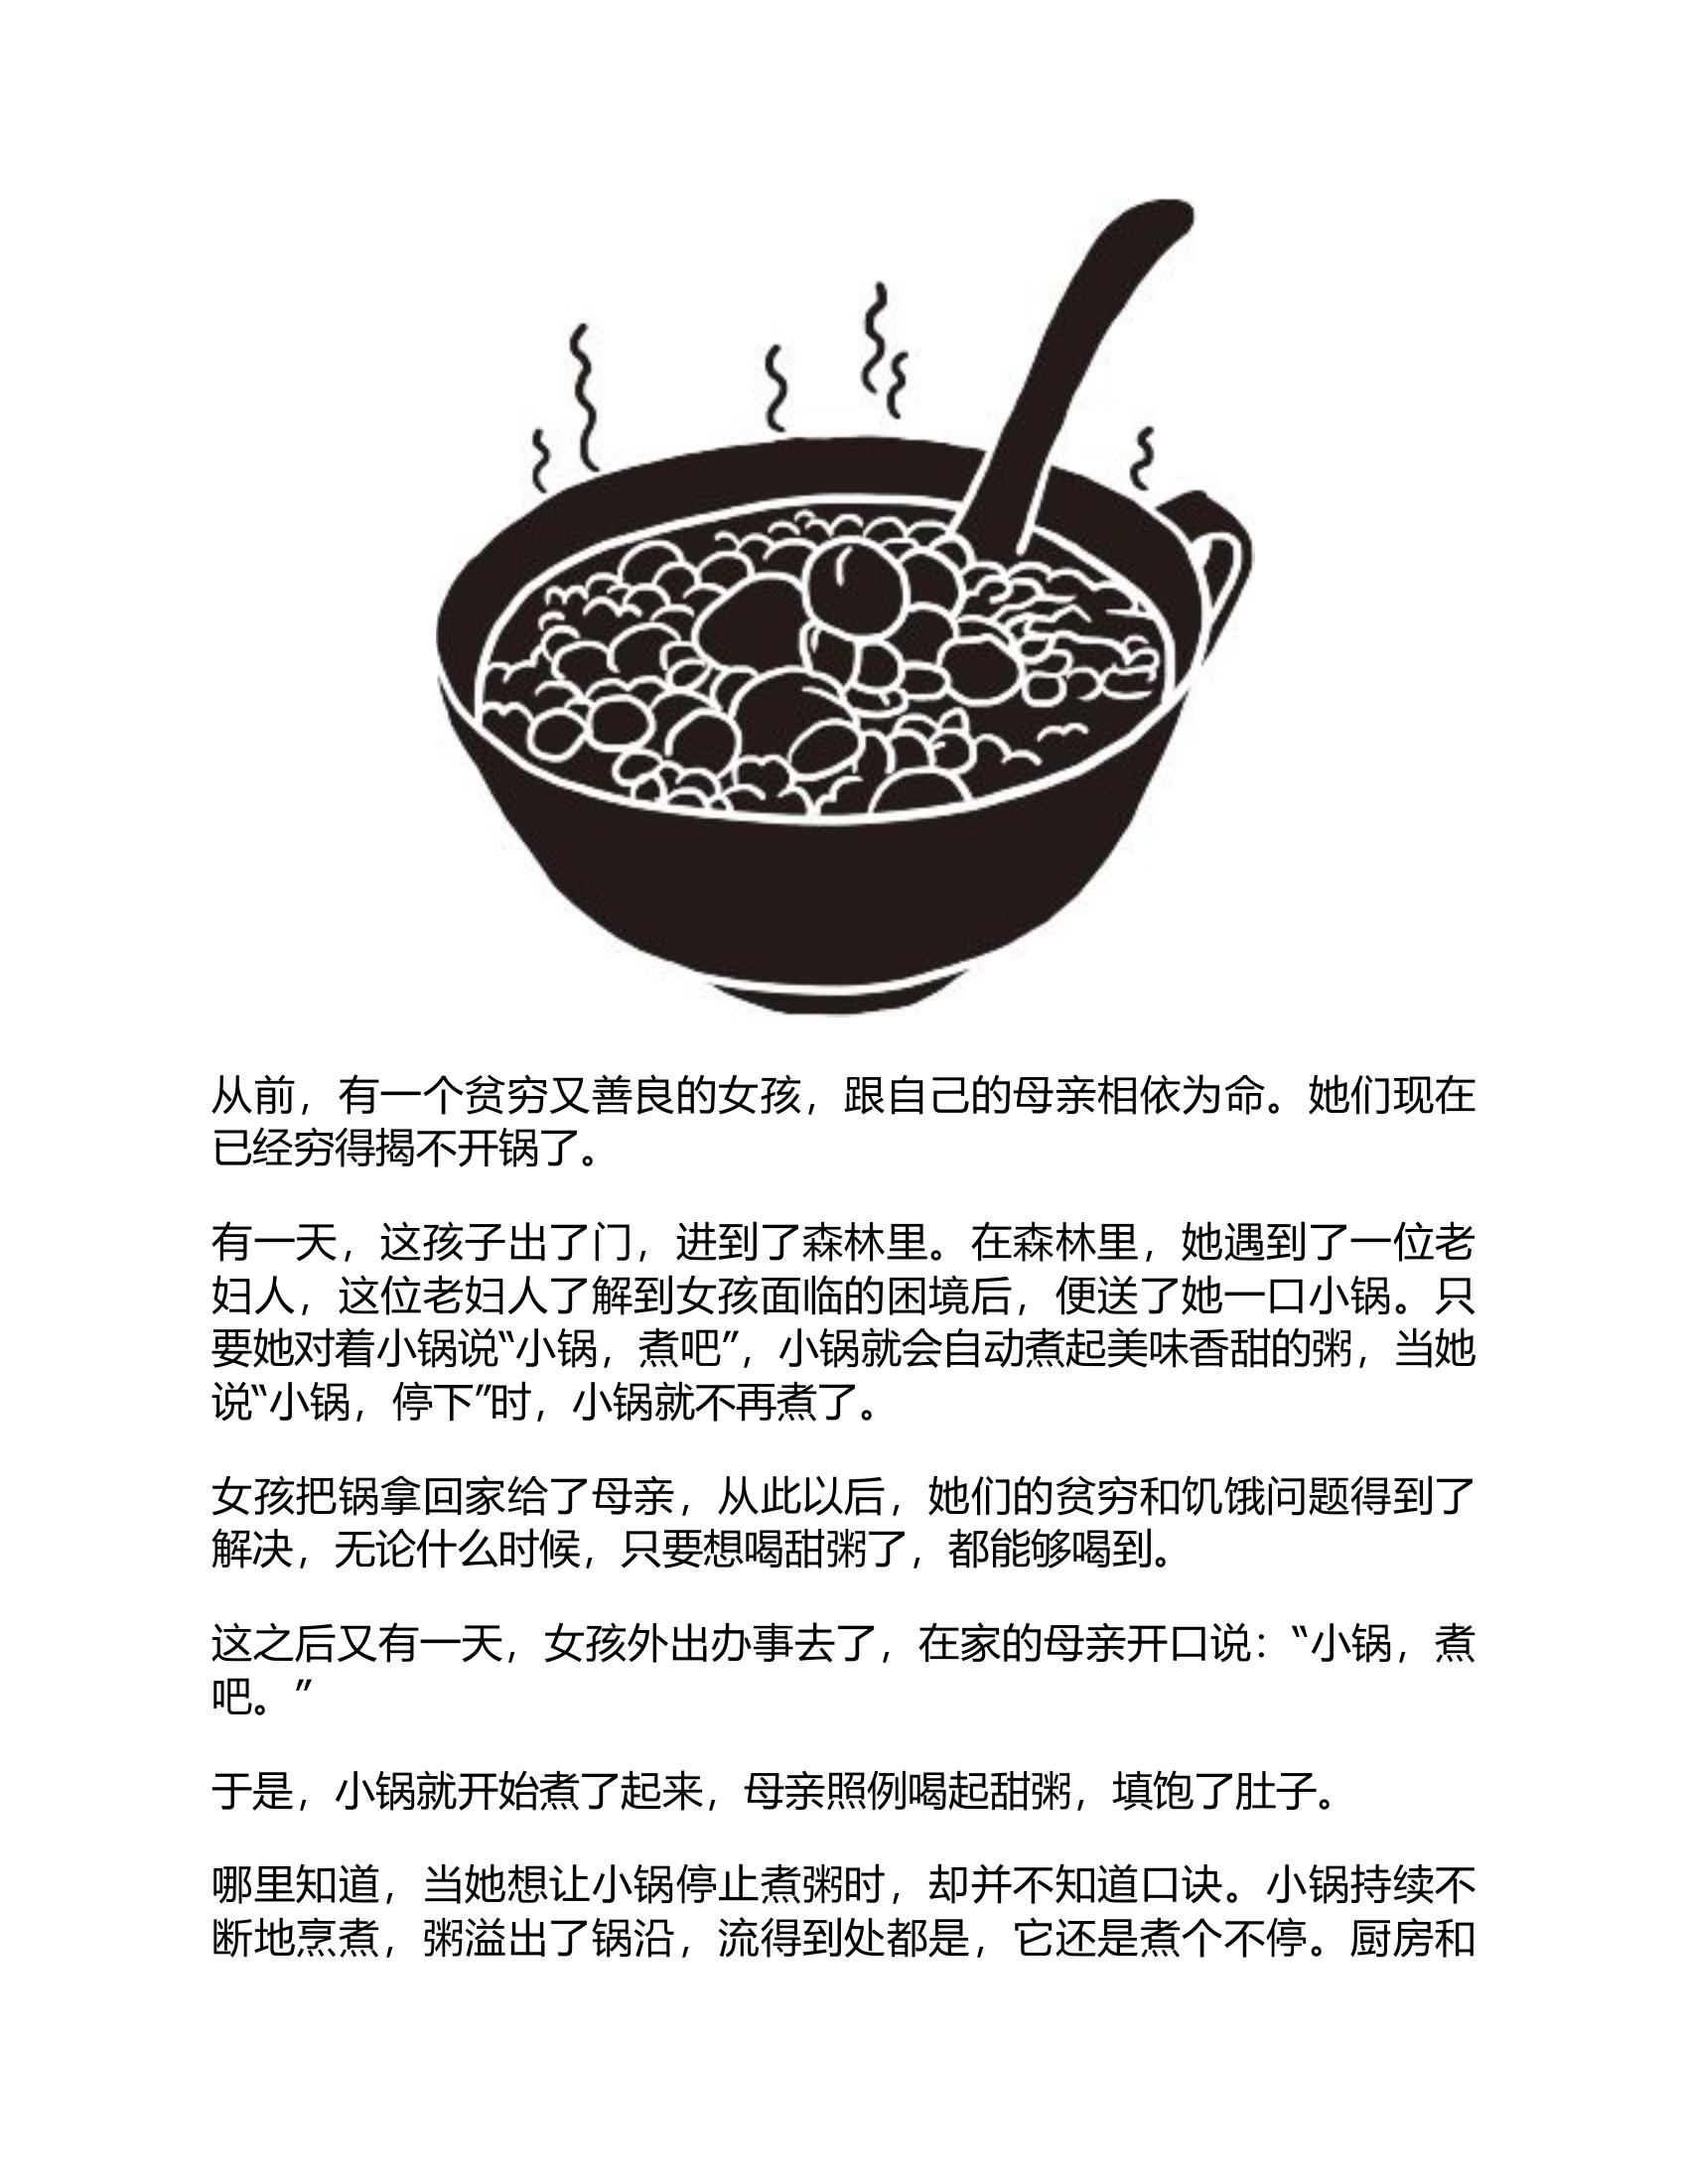 从前，有一个贫穷又善良的女孩，跟自己的母亲相依为命。她们现在
已经穷得揭不开锅了。
有一天，这孩子出了门，进到了森林里。在森林里，她遇到了一位老
妇人，这位老妇人了解到女孩面临的困境后，便送了她一口小锅。只
要她对着小锅说“小锅，煮吧”，小锅就会自动煮起美味香甜的粥，当她
说“小锅，停下”时，小锅就不再煮了。
女孩把锅拿回家给了母亲，从此以后，她们的贫穷和饥饿问题得到了
解决，无论什么时候，只要想喝甜粥了，都能够喝到。
这之后又有一天，女孩外出办事去了，在家的母亲开口说：“小锅，煮
吧。”
于是，小锅就开始煮了起来，母亲照例喝起甜粥，填饱了肚子。
哪里知道，当她想让小锅停止煮粥时，却并不知道口诀。小锅持续不
断地烹煮，粥溢出了锅沿，流得到处都是，它还是煮个不停。厨房和